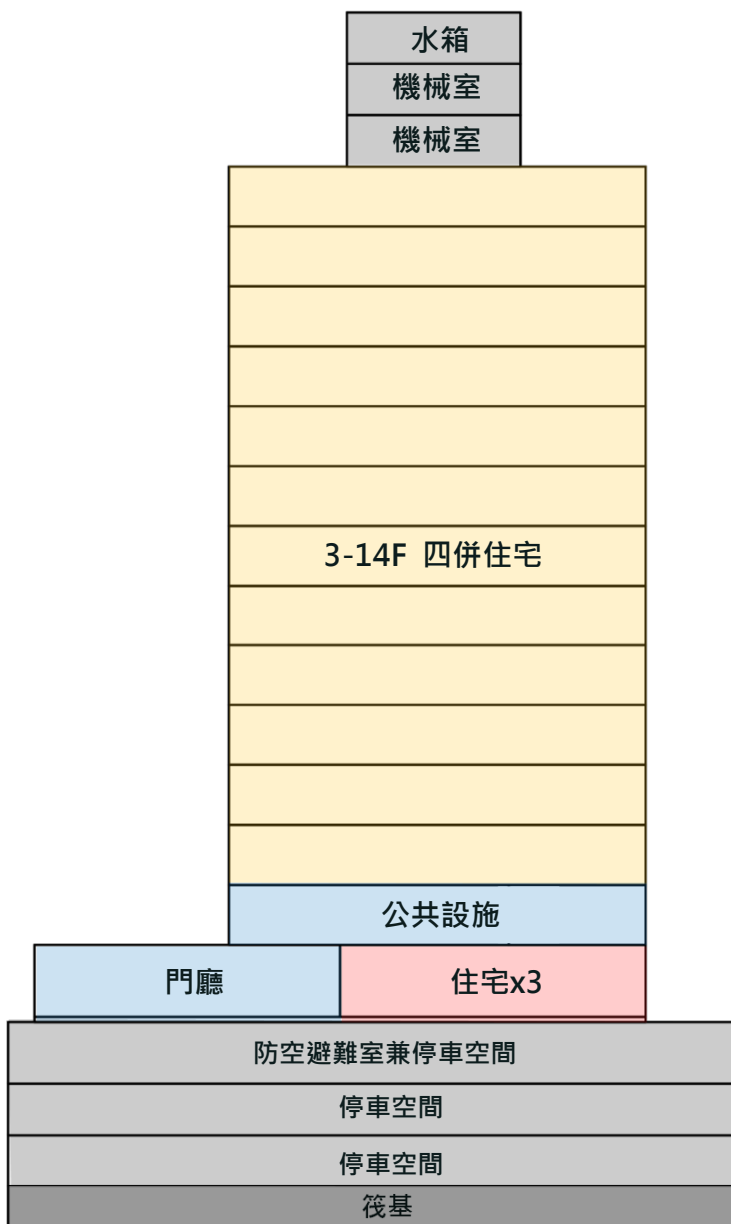 水箱
機械室
機械室
3-14F 四併住宅
公共設施
門廳
住宅x3
防空避難室兼停車空間
停車空間
停車空間
筏基